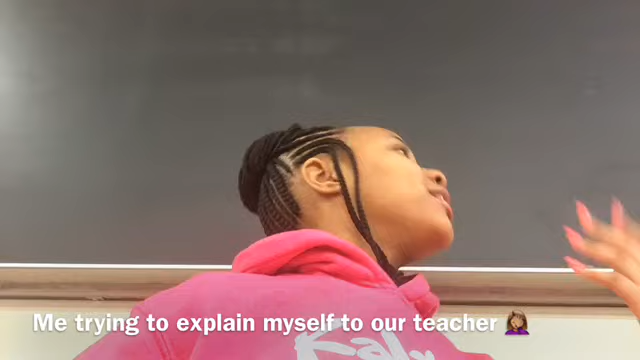 Me trying to explain myself to our teacher 🤦🏾‍♀️